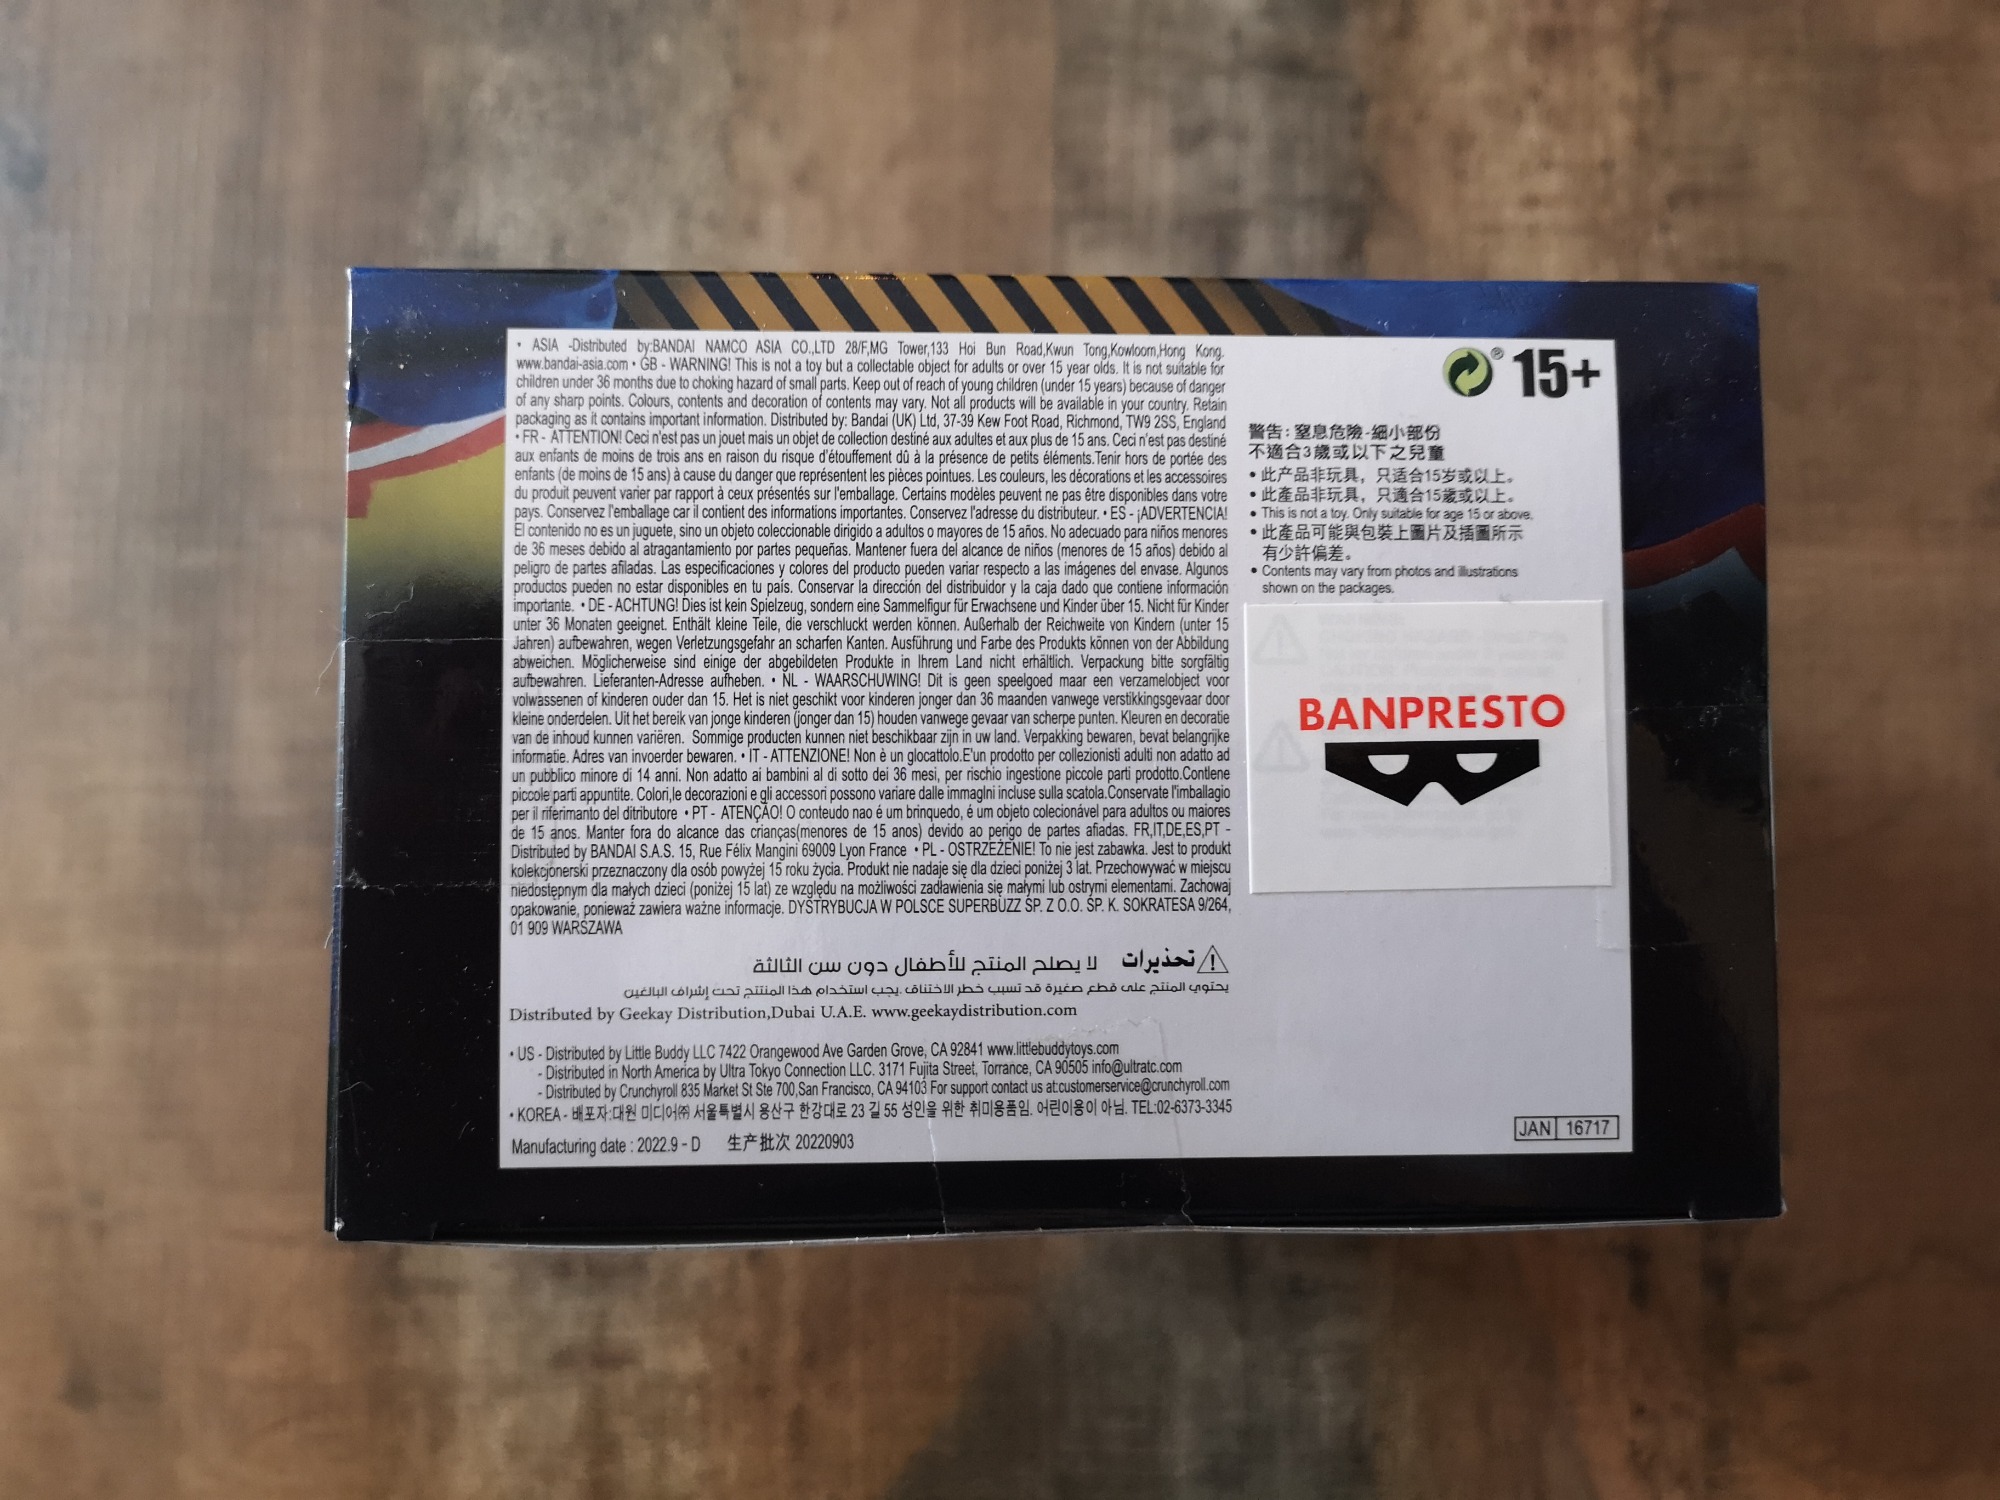 • ASIA -Distributed by:BANDAI NAMCO ASIA CO.,LTD 28/F,MG Tower,133 Hoi Bun Road,Kwun Tong,Kowloom,Hong Kong.
www.bandai-asia.com • GB - WARNING! This is not a toy but a collectable object for adults or over 15 year olds. It is not suitable for
children under 36 months due to choking hazard of small parts. Keep out of reach of young children (under 15 years) because of danger
of any sharp points. Colours, contents and decoration of contents may vary. Not all products will be available in your country. Retain
packaging as it contains important information. Distributed by: Bandai (UK) Ltd, 37-39 Kew Foot Road, Richmond, TW9 2SS, England
• FR - ATTENTION! Ceci n'est pas un jouet mais un objet de collection destiné aux adultes et aux plus de 15 ans. Ceci n'est pas destiné
aux enfants de moins de trois ans en raison du risque d'étouffement dû à la présence de petits éléments.Tenir hors de portée des
enfants (de moins de 15 ans) à cause du danger que représentent les pièces pointues. Les couleurs, les décorations et les accessoires
du produit peuvent varier par rapport à ceux présentés sur l'emballage. Certains modèles peuvent ne pas être disponibles dans votre
pays. Conservez l'emballage car il contient des informations importantes. Conservez l'adresse du distributeur. • ES - ¡ADVERTENCIA!
El contenido no es un juguete, sino un objeto coleccionable dirigido a adultos o mayores de 15 años. No adecuado para niños menores
de 36 meses debido al atragantamiento por partes pequeñas. Mantener fuera del alcance de niños (menores de 15 años) debido al
peligro de partes afiladas. Las especificaciones y colores del producto pueden variar respecto a las imágenes del envase. Algunos
productos pueden no estar disponibles en tu país. Conservar la dirección del distribuidor y la caja dado que contiene información
importante. • DE - ACHTUNG! Dies ist kein Spielzeug, sondern eine Sammelfigur für Erwachsene und Kinder über 15. Nicht für Kinder
unter 36 Monaten geeignet. Enthält kleine Teile, die verschluckt werden können. Außerhalb der Reichweite von Kindern (unter 15
Jahren) aufbewahren, wegen Verletzungsgefahr an scharfen Kanten. Ausführung und Farbe des Produkts können von der Abbildung
abweichen. Möglicherweise sind einige der abgebildeten Produkte in Ihrem Land nicht erhältlich. Verpackung bitte sorgfältig
aufbewahren. Lieferanten-Adresse aufheben. • NL - WAARSCHUWING! Dit is geen speelgoed maar een verzamelobject voor
volwassenen of kinderen ouder dan 15. Het is niet geschikt voor kinderen jonger dan 36 maanden vanwege verstikkingsgevaar door
kleine onderdelen. Uit het bereik van jonge kinderen (jonger dan 15) houden vanwege gevaar van scherpe punten. Kleuren en decoratie
van de inhoud kunnen variëren. Sommige producten kunnen niet beschikbaar zijn in uw land. Verpakking bewaren, bevat belangrijke
informatie. Adres van invoerder bewaren. • IT - ATTENZIONE! Non è un glocattolo.E'un prodotto per collezionisti adulti non adatto ad
un pubblico minore di 14 anni. Non adatto ai bambini al di sotto dei 36 mesi, per rischio ingestione piccole parti prodotto.Contlene
piccole parti appuntite. Colori,le decorazioni e gli accessori possono variare dalle immaglni incluse sulla scatola.Conservate l'imballagio
per il riferimanto del ditributore • PT - ATENÇÃO! O conteudo nao é um brinquedo, é um objeto colecionável para adultos ou maiores
de 15 anos. Manter fora do alcance das crianças(menores de 15 anos) devido ao perigo de partes afiadas. FR,IT,DE,ES,PT -
Distributed by BANDAI S.A.S. 15, Rue Félix Mangini 69009 Lyon France • PL - OSTRZEŻENIE! To nie jest zabawka. Jest to produkt
kolekcjonerski przeznaczony dla osób powyżej 15 roku życia. Produkt nie nadaje się dla dzieci poniżej 3 lat. Przechowywać w miejscu
niedostępnym dla małych dzieci (poniżej 15 lat) ze względu na możliwości zadławienia się małymi lub ostrymi elementami. Zachowaj
opakowanie, ponieważ zawiera ważne informacje. DYSTRYBUCJA W POLSCE SUPERBUZZ SP. Z O.O. SP. K. SOKRATESA 9/264,
01 909 WARSZAWA
تحذيرات لا يصلح المنتج للأطفال دون سن الثالثة
يحتوي المنتج على قطع صغيرة قد تسبب خطر الاختناق .يجب استخدام هذا المنتج تحت إشراف البالغين
Distributed by Geekay Distribution,Dubai U.A.E. www.geekaydistribution.com
• US - Distributed by Little Buddy LLC 7422 Orangewood Ave Garden Grove, CA 92841 www.littlebuddytoys.com
- Distributed in North America by Ultra Tokyo Connection LLC. 3171 Fujita Street, Torrance, CA 90505 info@ultratc.com
- Distributed by Crunchyroll 835 Market St Ste 700,San Francisco, CA 94103 For support contact us at:customerservice@crunchyroll.com
• KOREA - 배포자:대원 미디어㈜ 서울특별시 용산구 한강대로 23 길 55 성인을 위한 취미용품임. 어린이용이 아님. TEL:02-6373-3345
Manufacturing date : 2022.9 - D 生产批次 20220903
® 15+
警告: 窒息危險-細小部份
不適合3歲或以下之兒童
• 此产品非玩具，只适合15岁或以上。
• 此產品非玩具，只適合15歲或以上。
• This is not a toy. Only suitable for age 15 or above.
• 此產品可能與包裝上圖片及插圖所示
有少許偏差。
• Contents may vary from photos and illustrations
shown on the packages.
BANPRESTO
JAN 16717